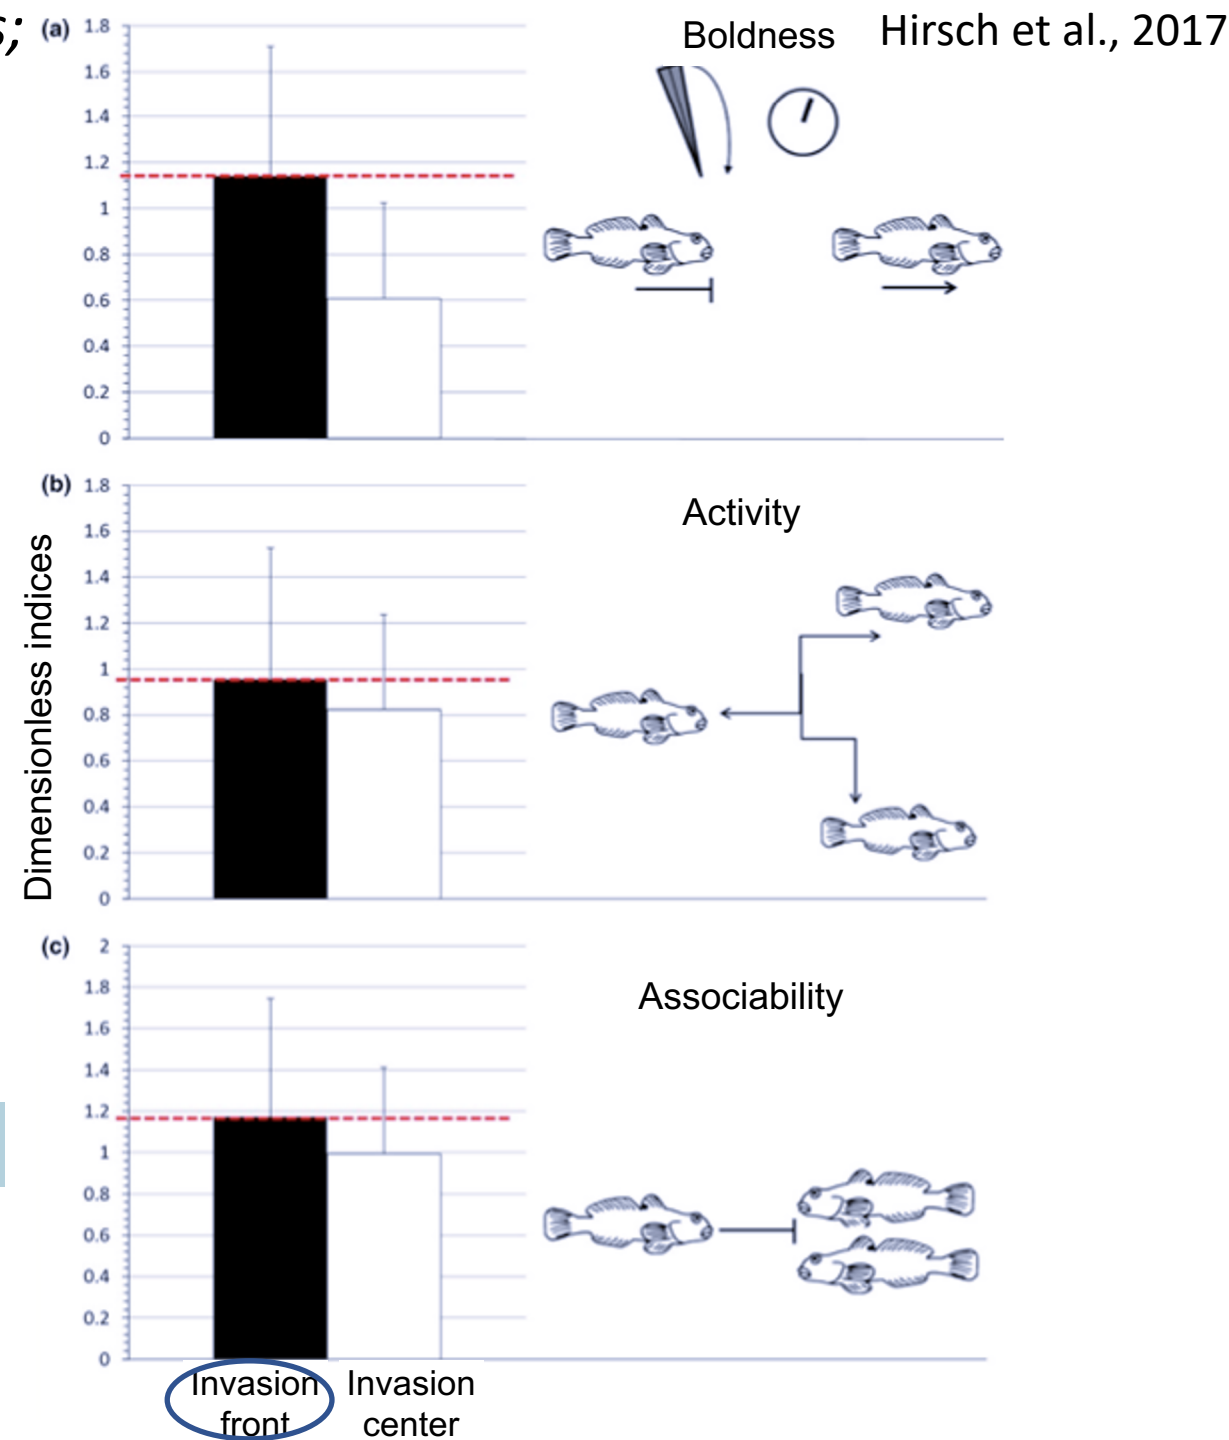 s;
(a)
Boldness
Hirsch et al., 2017
1.8
1.6
1.4
1.2
1
0.8
0.6
0.4
0.2
0
Dimensionless indices
(b)
Activity
1.8
1.6
1.4
1.2
1
0.8
0.6
0.4
0.2
0
(c)
Associability
2
1.8
1.6
1.4
1.2
1
0.8
0.6
0.4
0.2
0
Invasion
front
Invasion
center